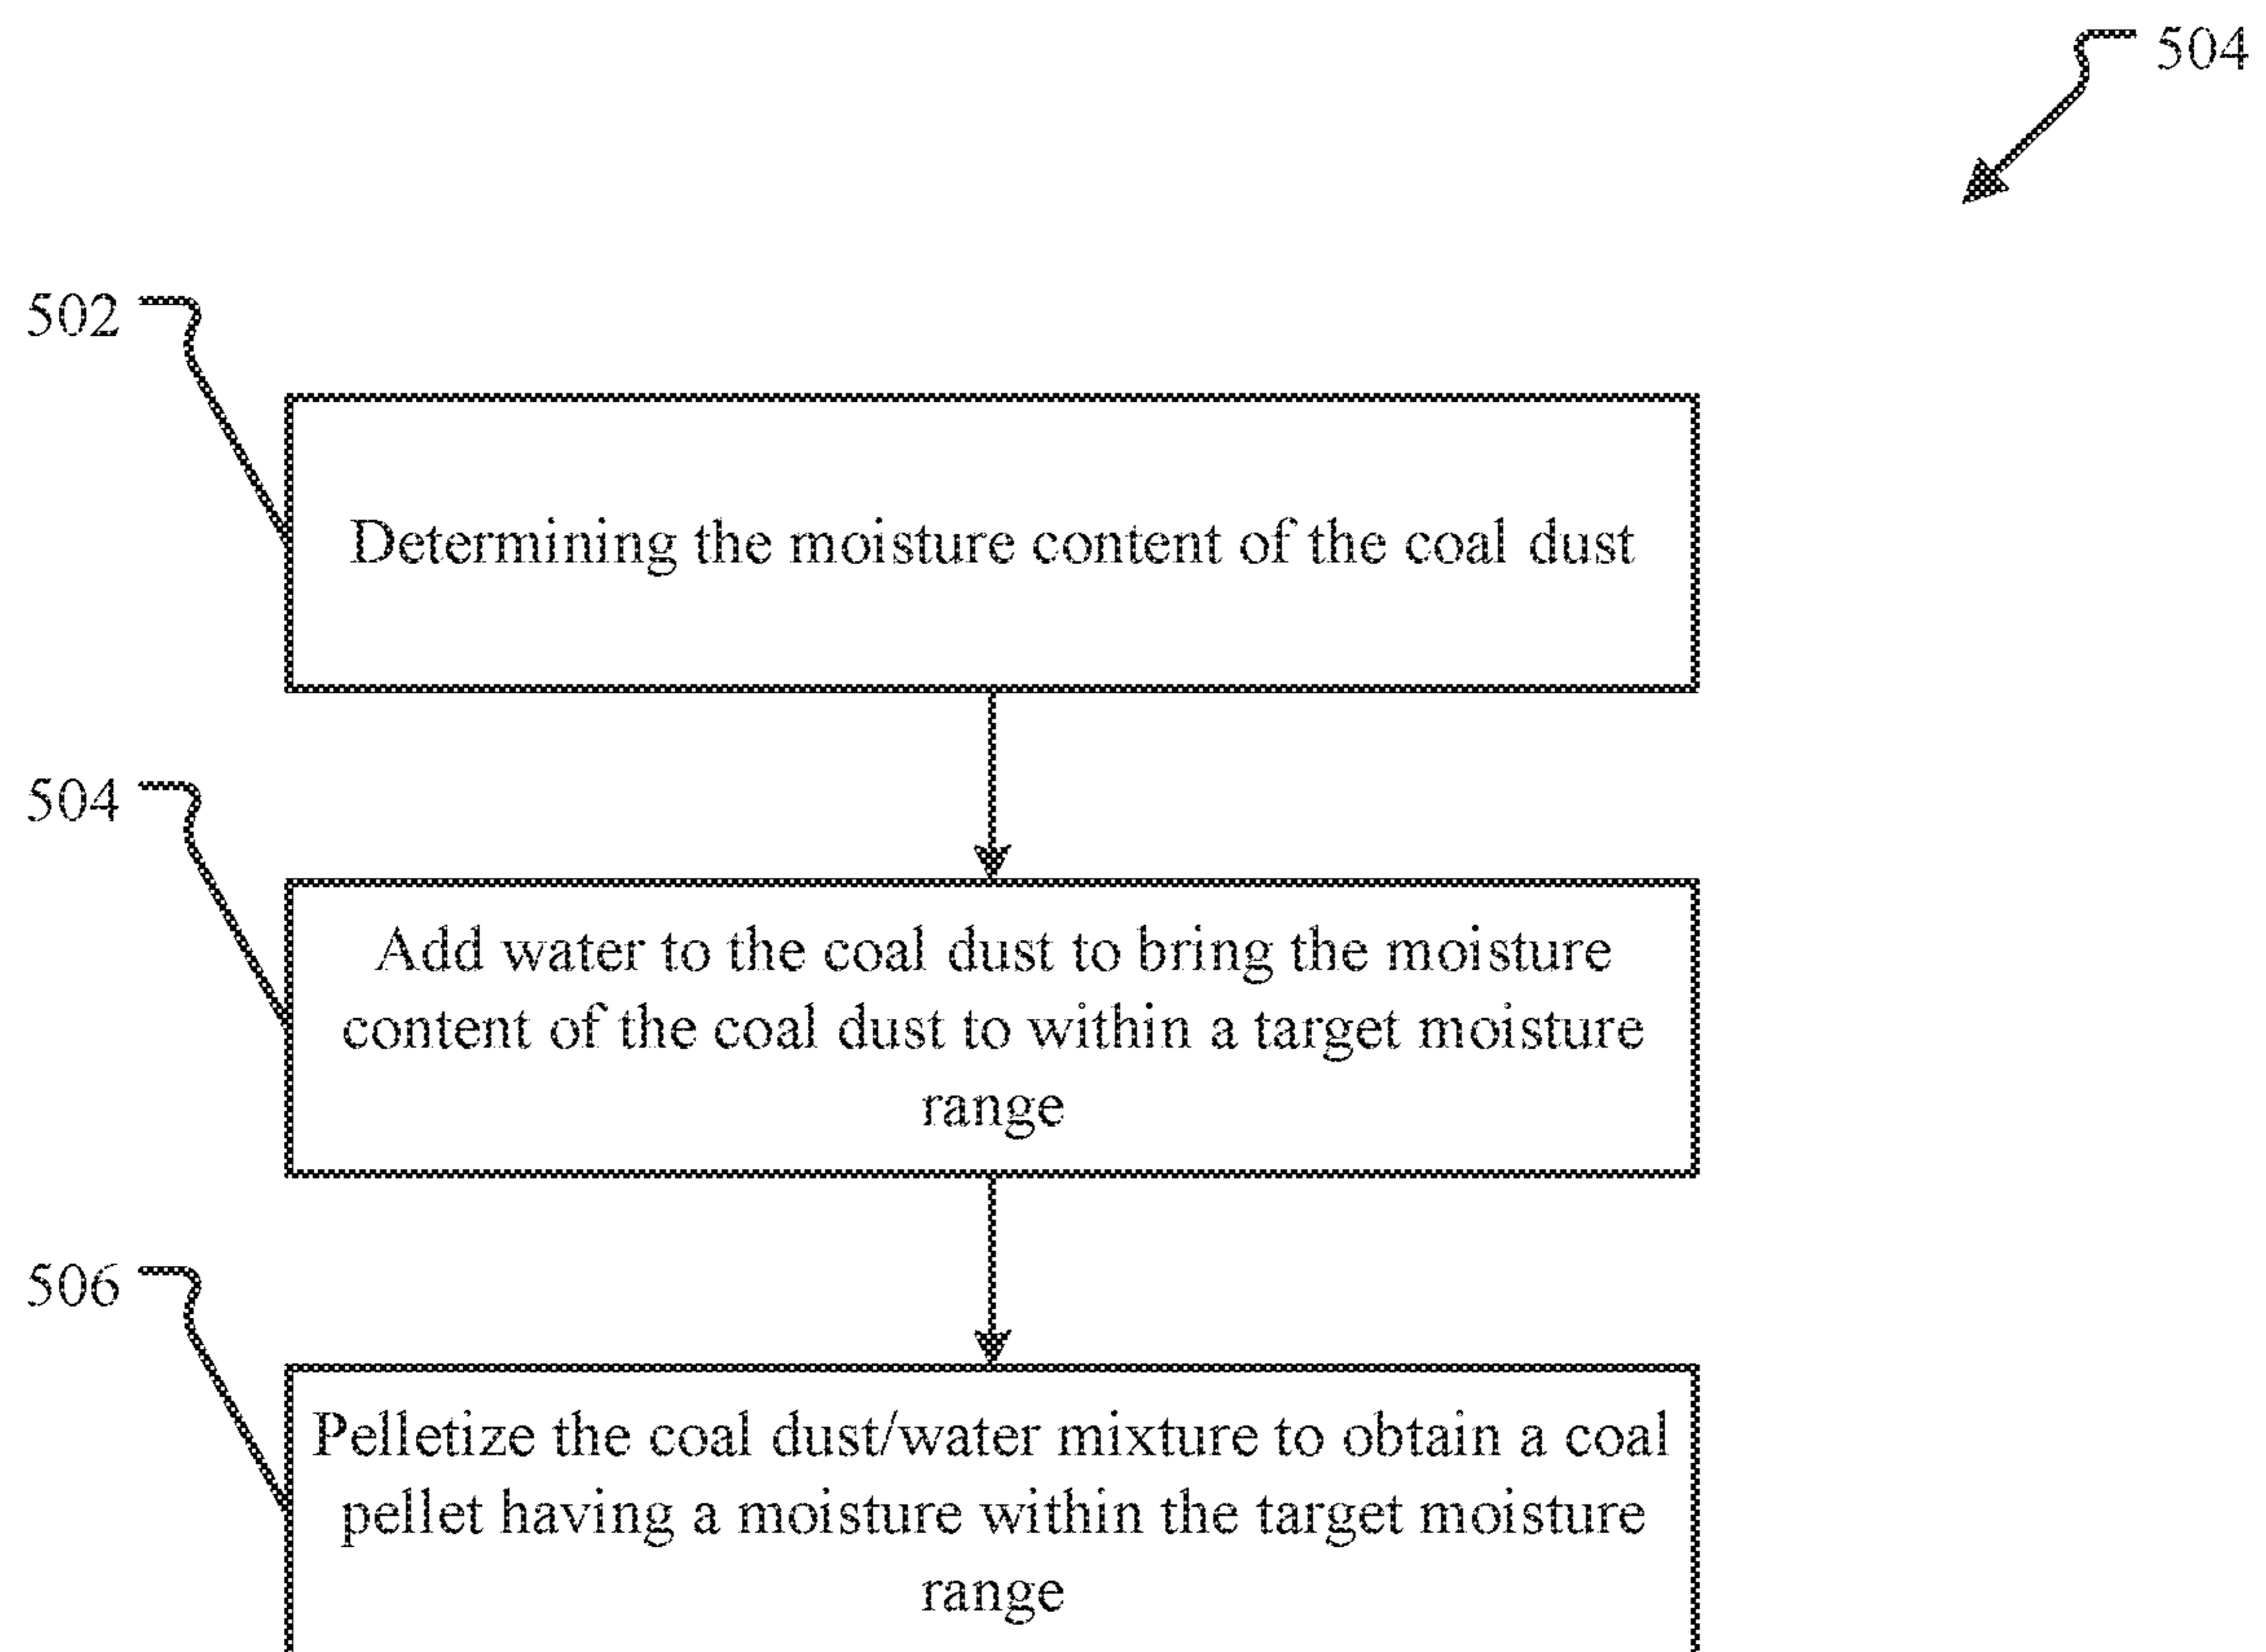 504
502
Determining the moisture content of the coal dust
504
Add water to the coal dust to bring the moisture
content of the coal dust to within a target moisture
range
506
Pelletize the coal dust/water mixture to obtain a coal
pellet having a moisture within the target moisture
range